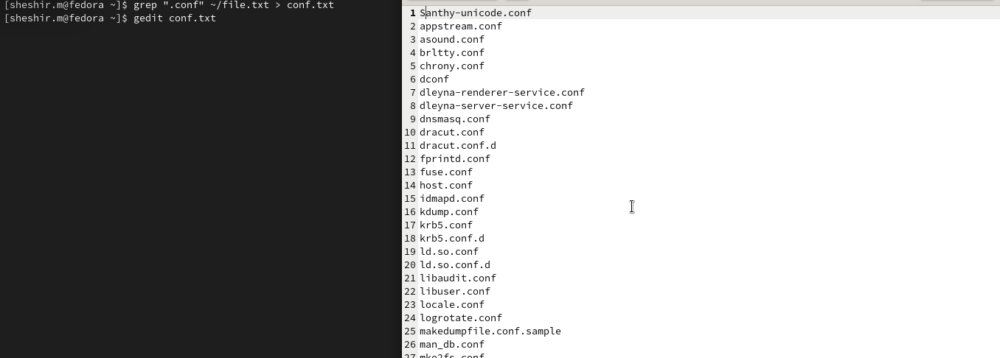 [sheshir.m@fedora ~]$ grep ".conf" ~/file.txt > conf.txt
[sheshir.m@fedora ~]$ gedit conf.txt
1 Santhy-unicode.conf
2 appstream.conf
3 asound.conf
4 brltty.conf
5 chrony.conf
6 dconf
7 dleyna-renderer-service.conf
8 dleyna-server-service.conf
9 dnsmasq.conf
10 dracut.conf
11 dracut.conf.d
12 fprintd.conf
13 fuse.conf
14 host.conf
15 idmapd.conf
16 kdump.conf
17 krb5.conf
18 krb5.conf.d
19 ld.so.conf
20 ld.so.conf.d
21 libaudit.conf
22 libuser.conf
23 locale.conf
24 logrotate.conf
25 makedumpfile.conf.sample
26 man_db.conf
27 mke2fs.conf